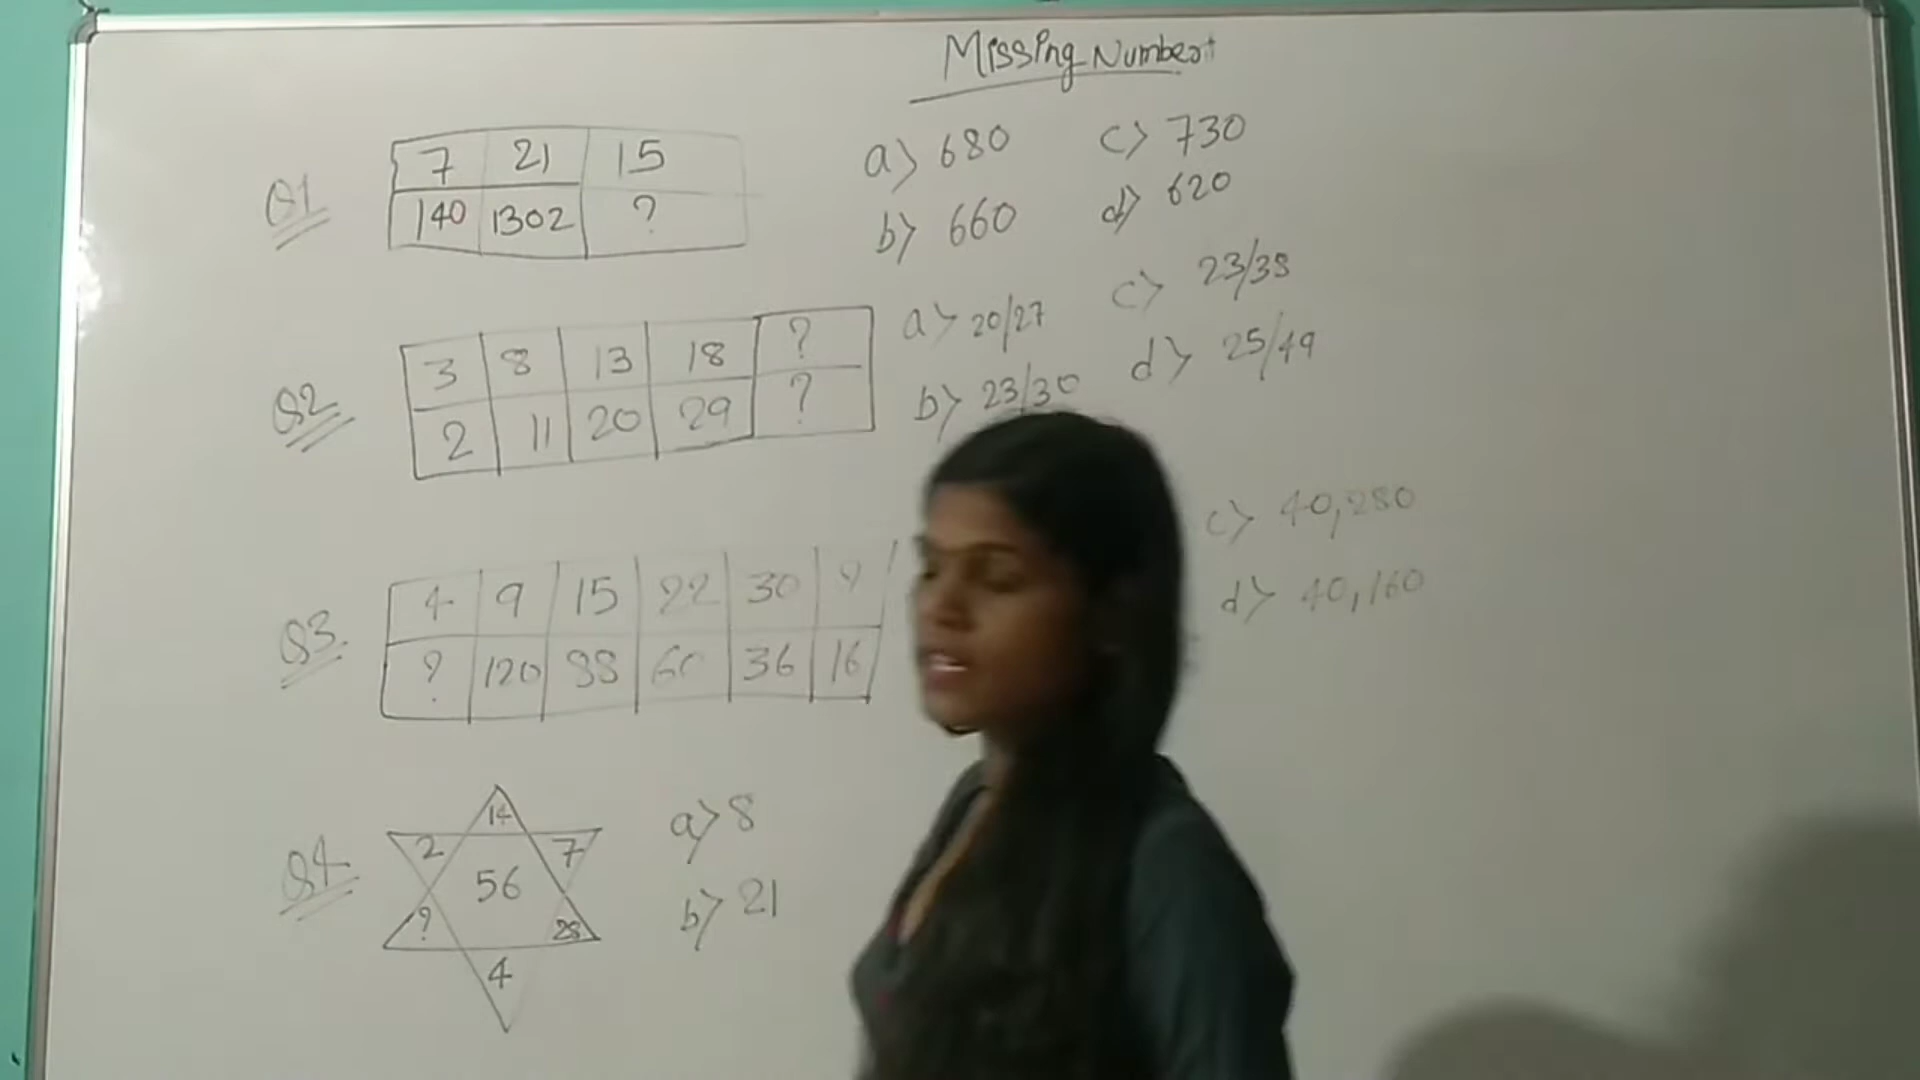 Missing Number
Q1
7 21 15
140 1302 ?
a) 680 c) 730
b) 660 d) 620
Q2
3 8 13 18 ?
2 11 20 29 ?
a) 20/27 c) 23/38
b) 23/30 d) 25/49
Q3.
4 9 15 22 30 ?
? 120 88 60 36 16
c) 40,280
d) 40,160
Q4.
14
2 7
56
? 28
4
a) 8
b) 21